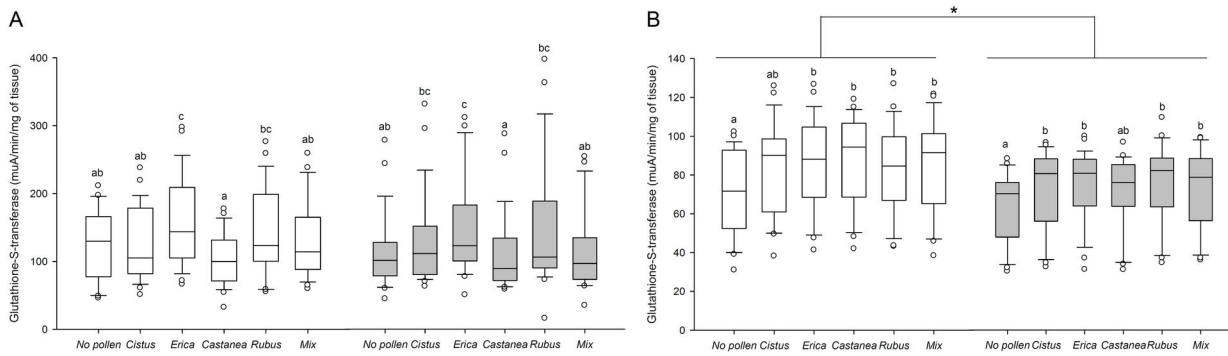 A
Glutathione-S-transferase (muA/min/mg of tissue)
400
300
200
100
0
ab ab c a bc ab ab bc c a bc ab
No pollen Cistus Erica Castanea Rubus Mix No pollen Cistus Erica Castanea Rubus Mix
B
*
Glutathione-S-transferase (muA/min/mg of tissue)
140
120
100
80
60
40
20
0
a ab b b b b a b b ab b b
No pollen Cistus Erica Castanea Rubus Mix No pollen Cistus Erica Castanea Rubus Mix